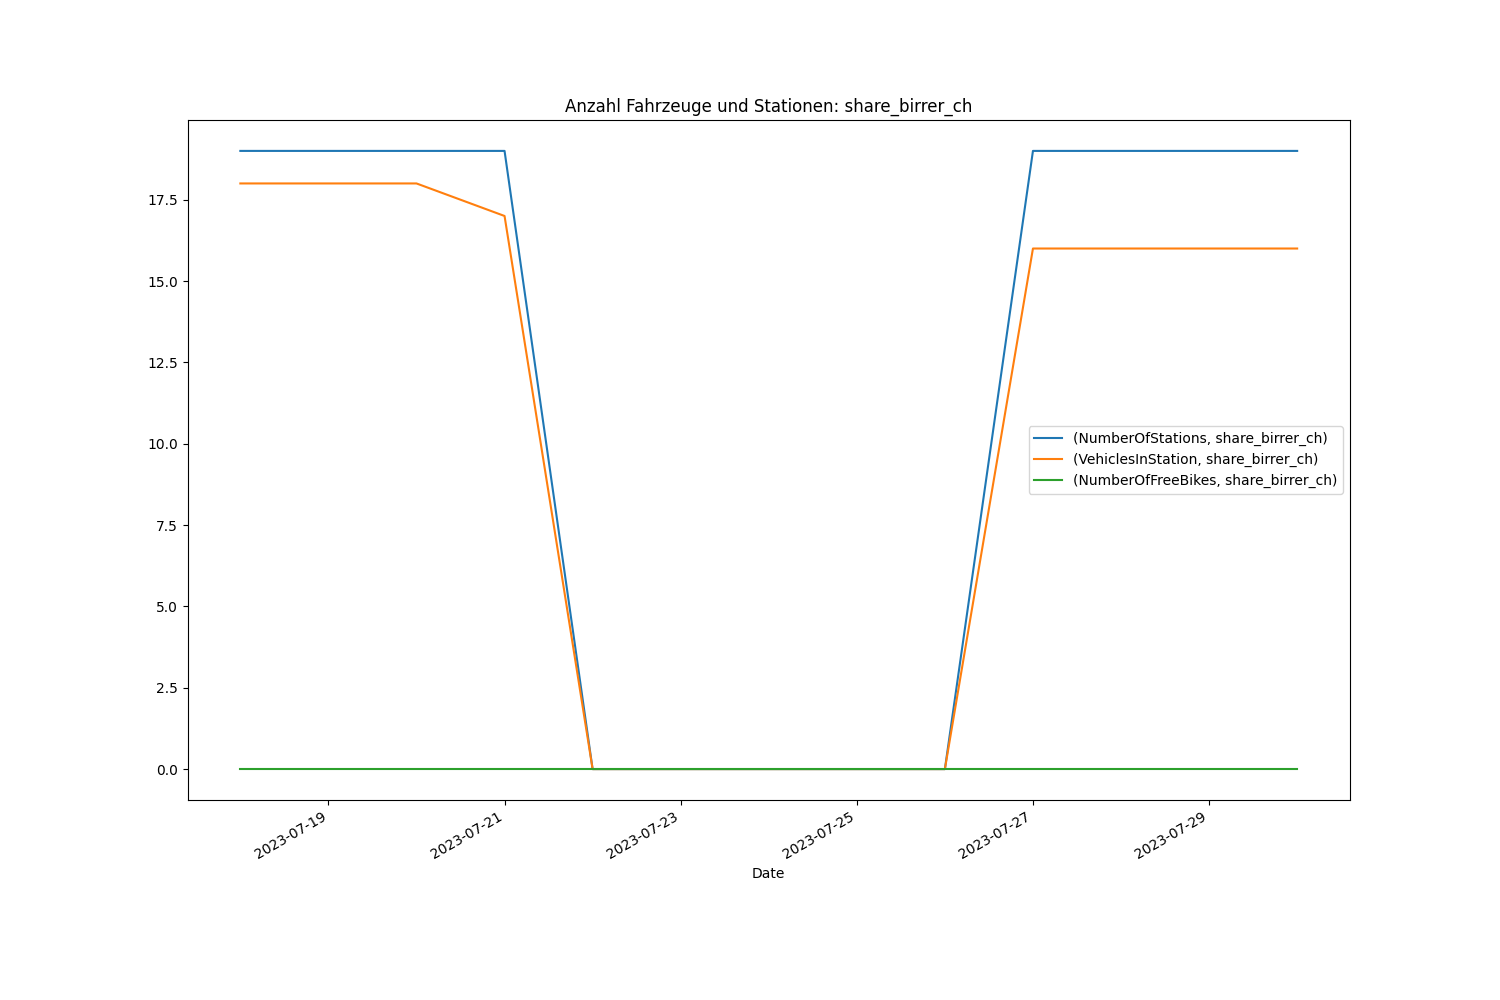 Anzahl Fahrzeuge und Stationen: share_birrer_ch
17.5
15.0
12.5
10.0
7.5
5.0
2.5
0.0
(NumberOfStations, share_birrer_ch)
(VehiclesInStation, share_birrer_ch)
(NumberOfFreeBikes, share_birrer_ch)
2023-07-19
2023-07-21
2023-07-23
2023-07-25
2023-07-27
2023-07-29
Date